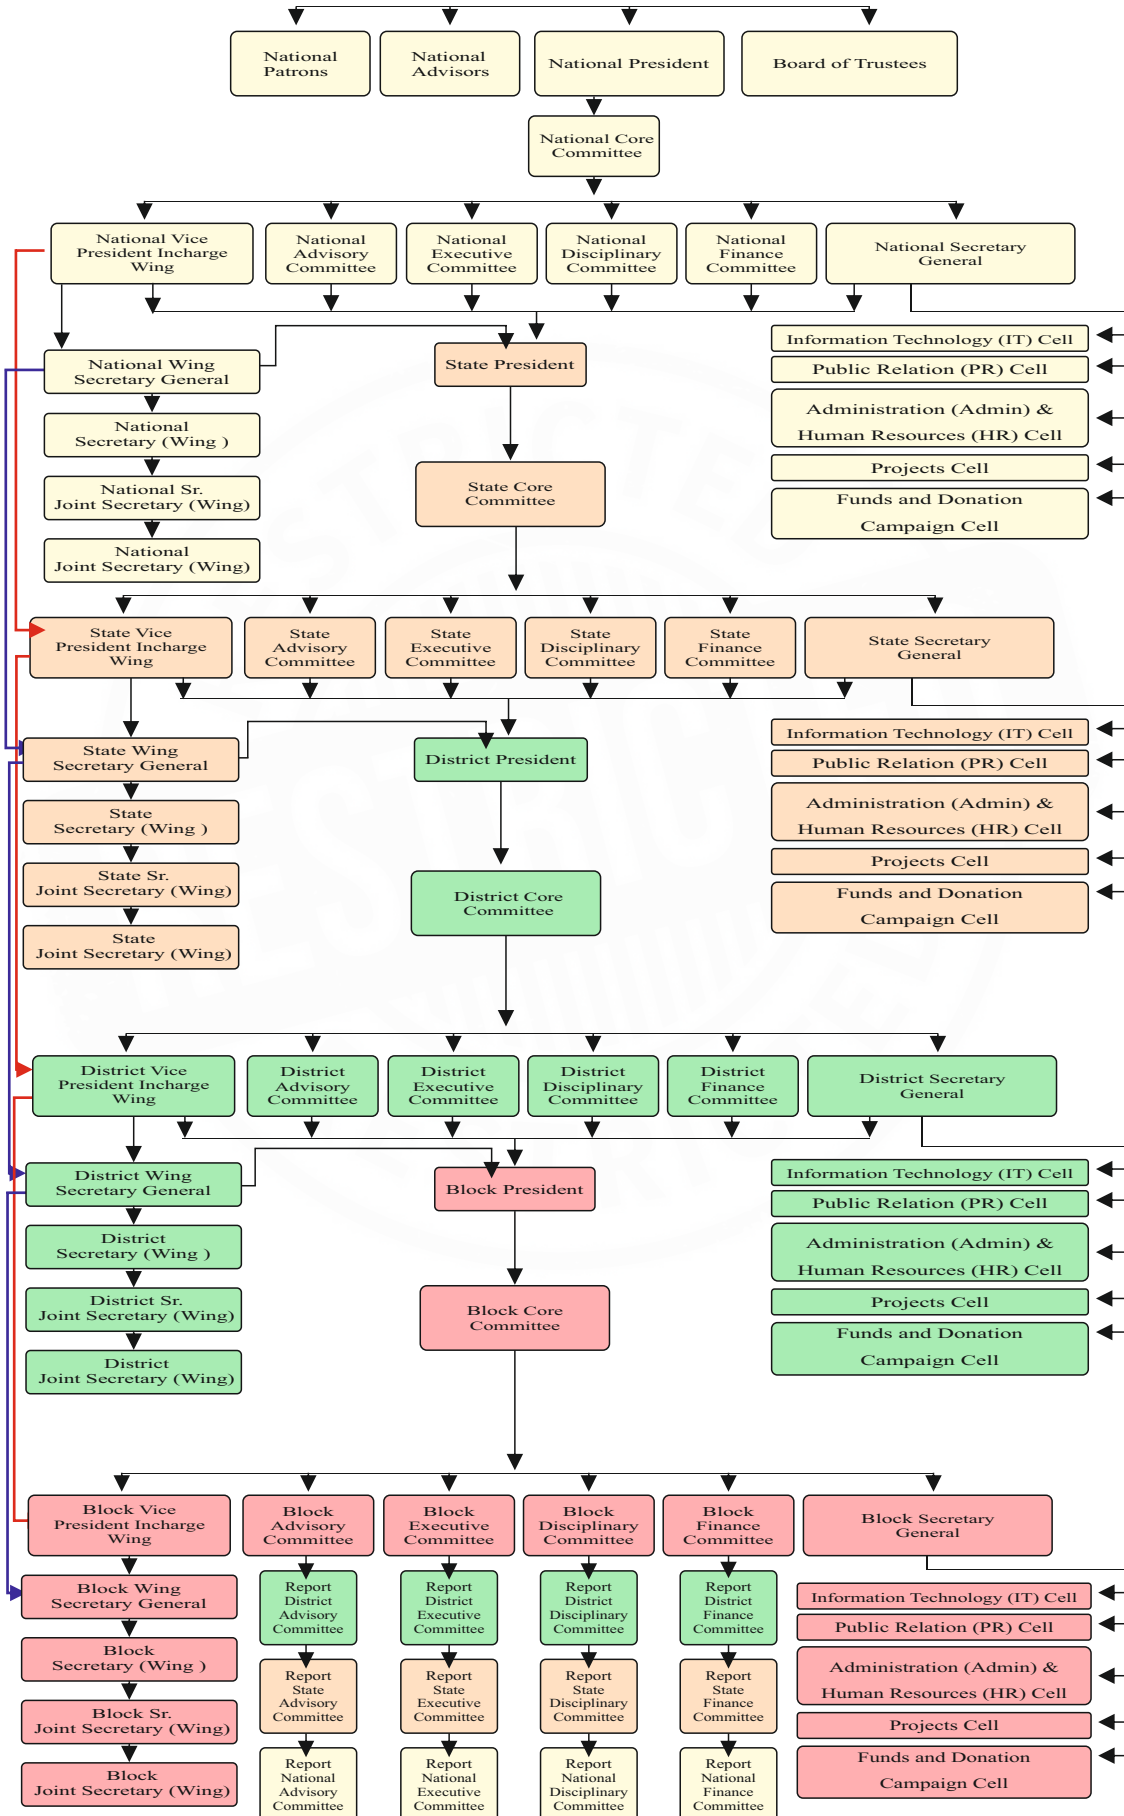 National
Patrons
National
Advisors
National President
Board of Trustees
National Core
Committee
National Vice
President Incharge
Wing
National
Advisory
Committee
National
Executive
Committee
National
Disciplinary
Committee
National
Finance
Committee
National Secretary
General
National Wing
Secretary General
National
Secretary (Wing )
National Sr.
Joint Secretary (Wing)
National
Joint Secretary (Wing)
State President
State Core
Committee
Information Technology (IT) Cell
Public Relation (PR) Cell
Administration (Admin) &
Human Resources (HR) Cell
Projects Cell
Funds and Donation
Campaign Cell
State Vice
President Incharge
Wing
State
Advisory
Committee
State
Executive
Committee
State
Disciplinary
Committee
State
Finance
Committee
State Secretary
General
State Wing
Secretary General
State
Secretary (Wing )
State Sr.
Joint Secretary (Wing)
State
Joint Secretary (Wing)
District President
District Core
Committee
Information Technology (IT) Cell
Public Relation (PR) Cell
Administration (Admin) &
Human Resources (HR) Cell
Projects Cell
Funds and Donation
Campaign Cell
District Vice
President Incharge
Wing
District
Advisory
Committee
District
Executive
Committee
District
Disciplinary
Committee
District
Finance
Committee
District Secretary
General
District Wing
Secretary General
District
Secretary (Wing )
District Sr.
Joint Secretary (Wing)
District
Joint Secretary (Wing)
Block President
Block Core
Committee
Information Technology (IT) Cell
Public Relation (PR) Cell
Administration (Admin) &
Human Resources (HR) Cell
Projects Cell
Funds and Donation
Campaign Cell
Block Vice
President Incharge
Wing
Block
Advisory
Committee
Block
Executive
Committee
Block
Disciplinary
Committee
Block
Finance
Committee
Block Secretary
General
Block Wing
Secretary General
Block
Secretary (Wing )
Block Sr.
Joint Secretary (Wing)
Block
Joint Secretary (Wing)
Report
District
Advisory
Committee
Report
District
Executive
Committee
Report
District
Disciplinary
Committee
Report
District
Finance
Committee
Report
State
Advisory
Committee
Report
State
Executive
Committee
Report
State
Disciplinary
Committee
Report
State
Finance
Committee
Report
National
Advisory
Committee
Report
National
Executive
Committee
Report
National
Disciplinary
Committee
Report
National
Finance
Committee
Information Technology (IT) Cell
Public Relation (PR) Cell
Administration (Admin) &
Human Resources (HR) Cell
Projects Cell
Funds and Donation
Campaign Cell